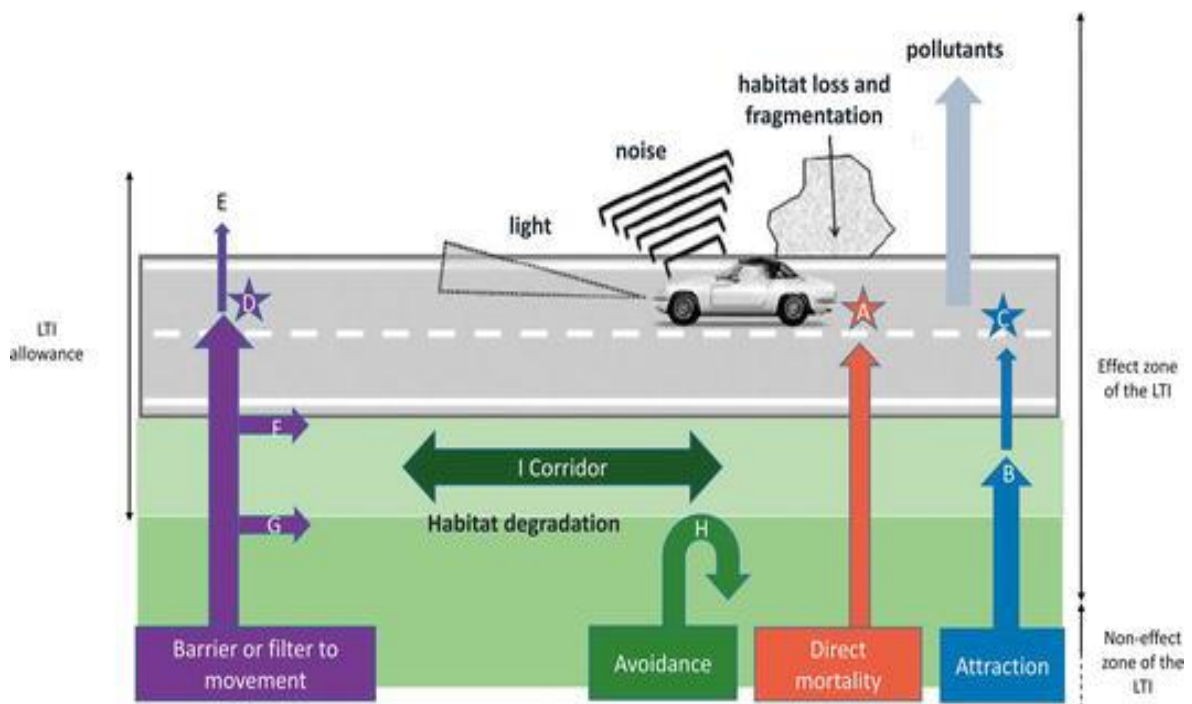 pollutants
habitat loss and
fragmentation
noise
E
light
D
A
C
LTI
allowance
Effect zone
of the LTI
F
I Corridor
B
G
Habitat degradation
H
Barrier or filter to
movement
Avoidance
Direct
mortality
Attraction
Non-effect
zone of the
LTI